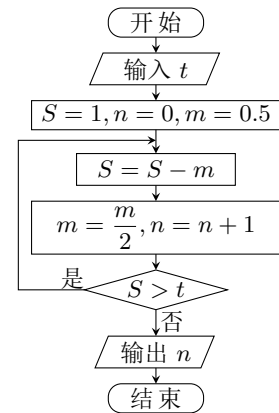 开始
输入 t
S = 1, n = 0, m = 0.5
S = S − m
m = m/2, n = n + 1
是
S > t
否
输出 n
结束